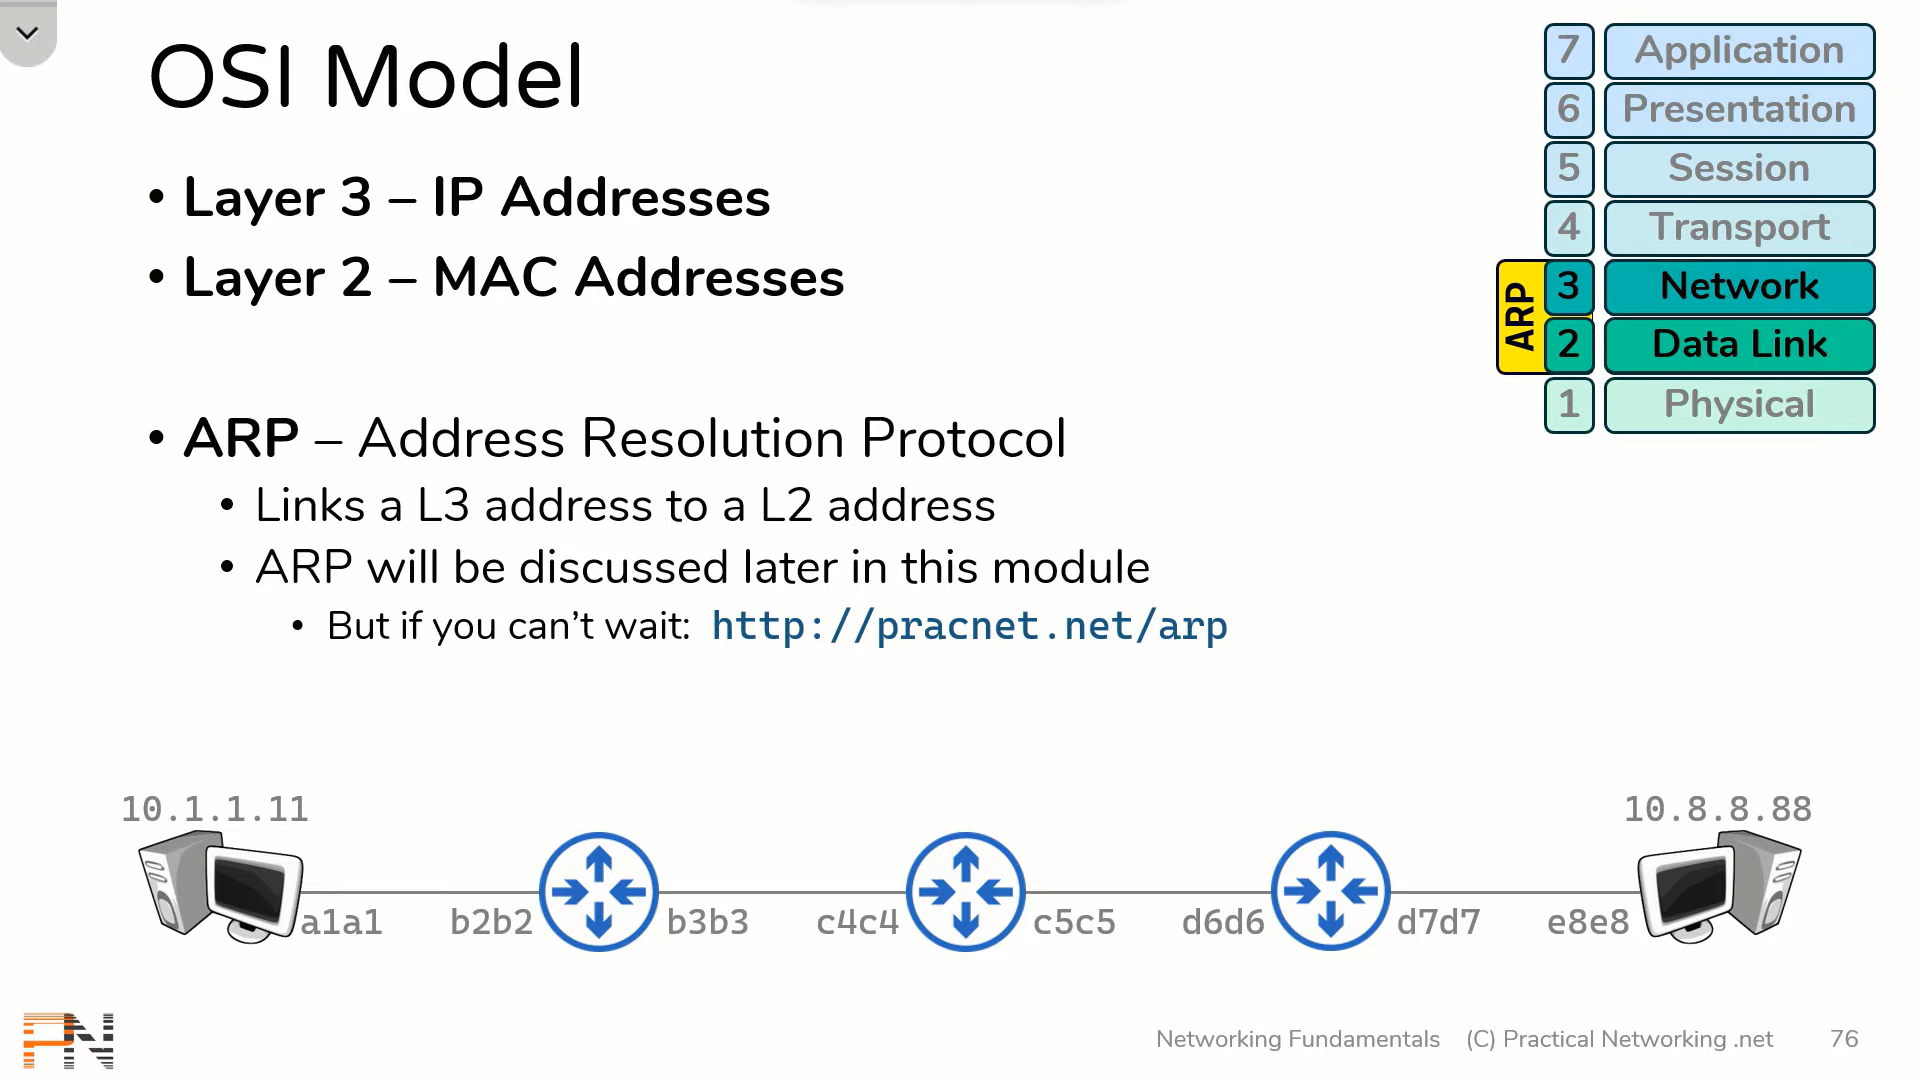 OSI Model
• Layer 3 – IP Addresses
• Layer 2 – MAC Addresses
• ARP – Address Resolution Protocol
• Links a L3 address to a L2 address
• ARP will be discussed later in this module
• But if you can’t wait: http://pracnet.net/arp
7 Application
6 Presentation
5 Session
4 Transport
ARP
3 Network
2 Data Link
1 Physical
10.1.1.11
10.8.8.88
a1a1 b2b2 b3b3 c4c4 c5c5 d6d6 d7d7 e8e8
PN
Networking Fundamentals (C) Practical Networking .net 76